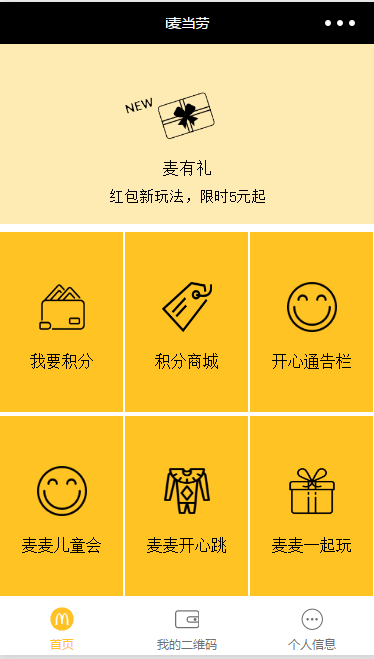 i麦当劳
NEW
麦有礼
红包新玩法，限时5元起
我要积分
积分商城
开心通告栏
麦麦儿童会
麦麦开心跳
麦麦一起玩
首页
我的二维码
个人信息